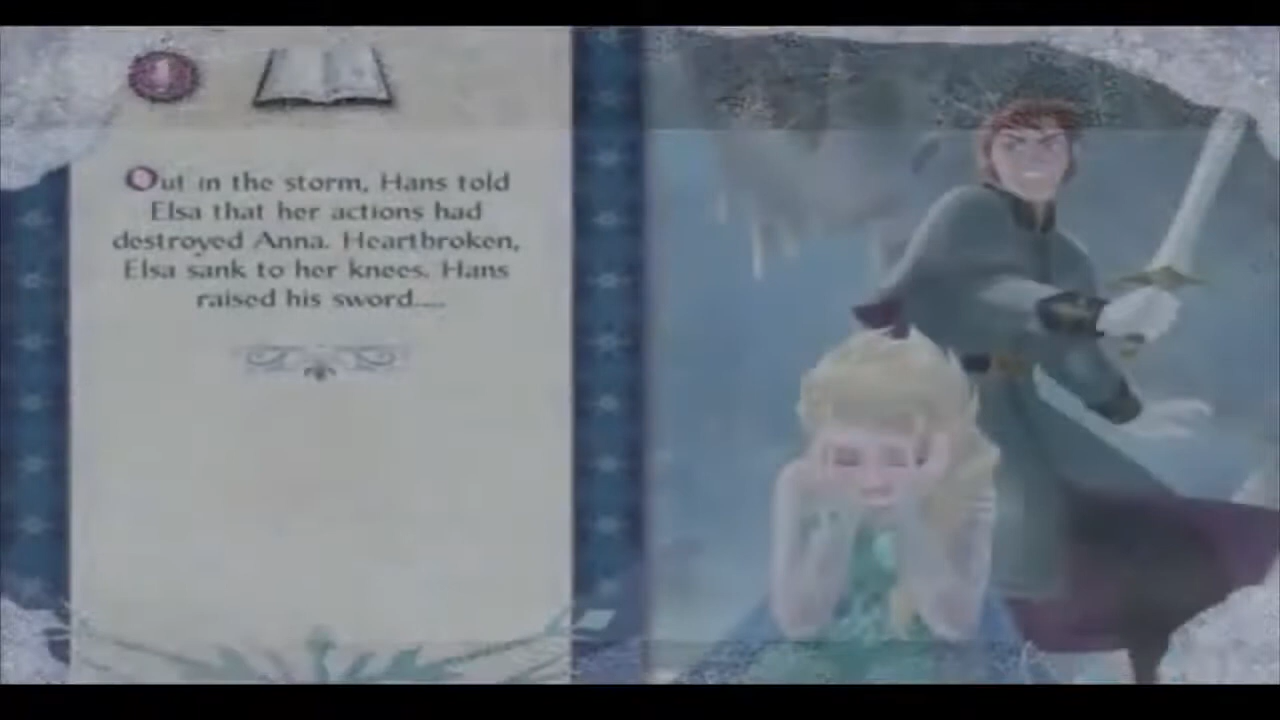 Out in the storm, Hans told
Elsa that her actions had
destroyed Anna. Heartbroken,
Elsa sank to her knees. Hans
raised his sword....